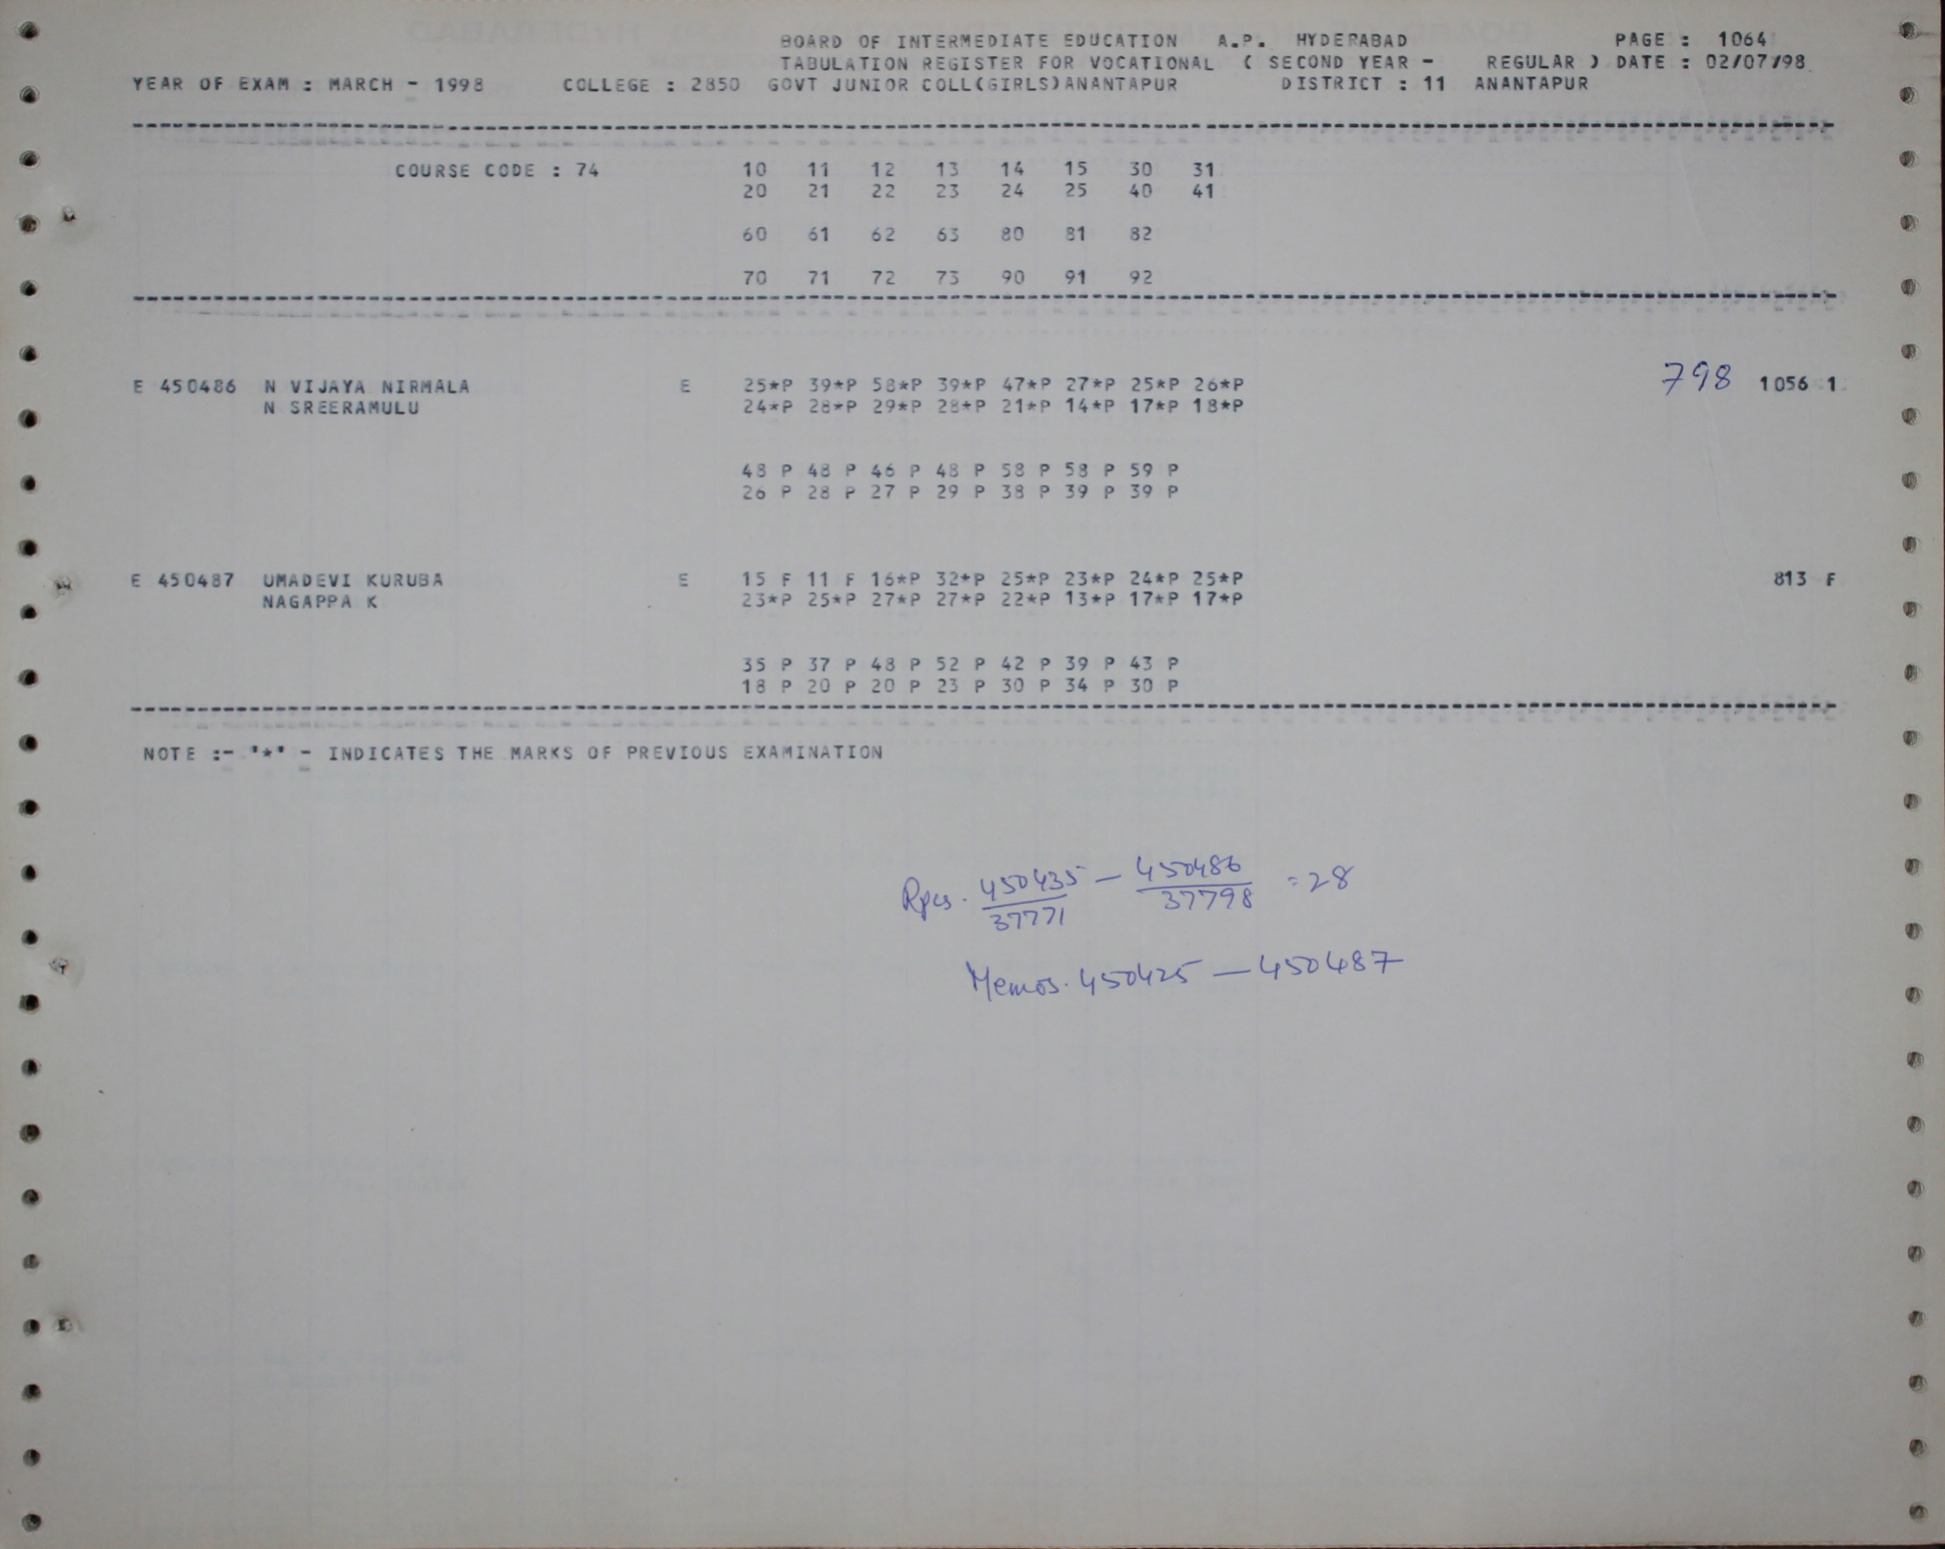 BOARD OF INTERMEDIATE EDUCATION A.P. HYDERABAD PAGE : 1064
TABULATION REGISTER FOR VOCATIONAL ( SECOND YEAR - REGULAR ) DATE : 02/07/98
YEAR OF EXAM : MARCH - 1998 COLLEGE : 2850 GOVT JUNIOR COLL(GIRLS)ANANTAPUR DISTRICT : 11 ANANTAPUR
COURSE CODE : 74 10 11 12 13 14 15 30 31
20 21 22 23 24 25 40 41
60 61 62 63 80 81 82
70 71 72 73 90 91 92
E 450486 N VIJAYA NIRMALA E 25*P 39*P 58*P 39*P 47*P 27*P 25*P 26*P 798 1056 1
N SREERAMULU 24*P 28*P 29*P 28*P 21*P 14*P 17*P 18*P
48 P 48 P 46 P 48 P 58 P 58 P 59 P
26 P 28 P 27 P 29 P 38 P 39 P 39 P
E 450487 UMADEVI KURUBA E 15 F 11 F 16*P 32*P 25*P 23*P 24*P 25*P 813 F
NAGAPPA K 23*P 25*P 27*P 27*P 22*P 13*P 17*P 17*P
35 P 37 P 48 P 52 P 42 P 39 P 43 P
18 P 20 P 20 P 23 P 30 P 34 P 30 P
NOTE :- '*' - INDICATES THE MARKS OF PREVIOUS EXAMINATION
Rpcs. 450435 — 450486 = 28
37771 37798
Memos. 450425 — 450487